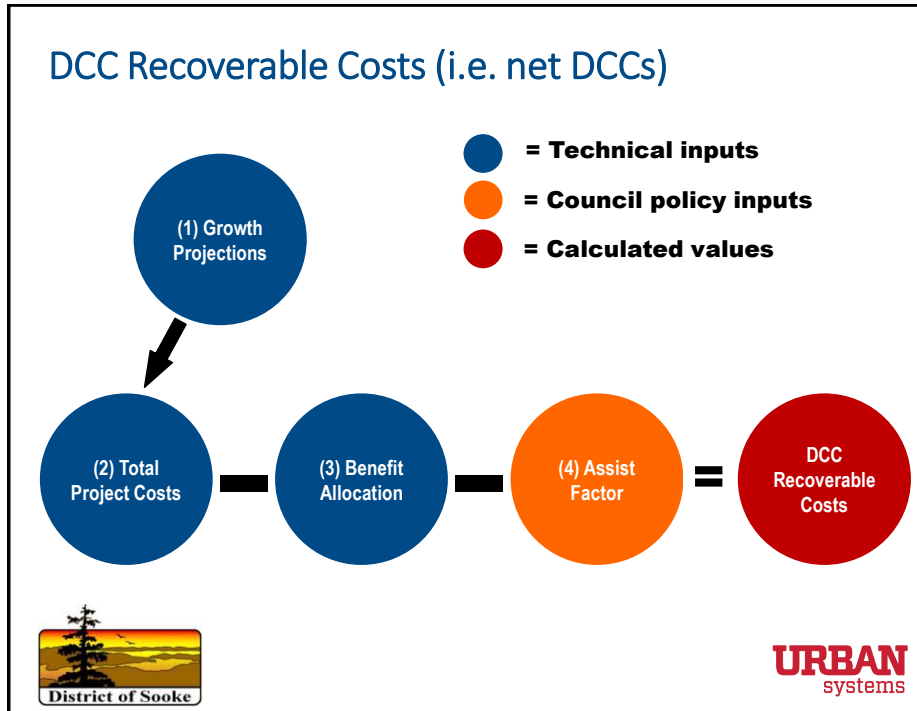 DCC Recoverable Costs (i.e. net DCCs)
= Technical inputs
= Council policy inputs
= Calculated values
(1) Growth
Projections
(2) Total
Project Costs
(3) Benefit
Allocation
(4) Assist
Factor
=
DCC
Recoverable
Costs
District of Sooke
URBAN
systems